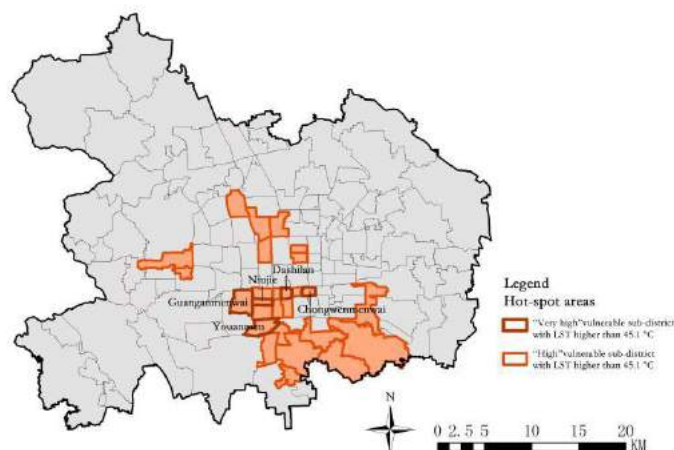 Dashilan
Niujie
Guanganmenwai
Chongwenmenwai
Youanmen
Legend
Hot-spot areas
"Very high"vulnerable sub-district
with LST higher than 45.1 °C
"High"vulnerable sub-district
with LST higher than 45.1 °C
N
0 2.5 5 10 15 20
KM